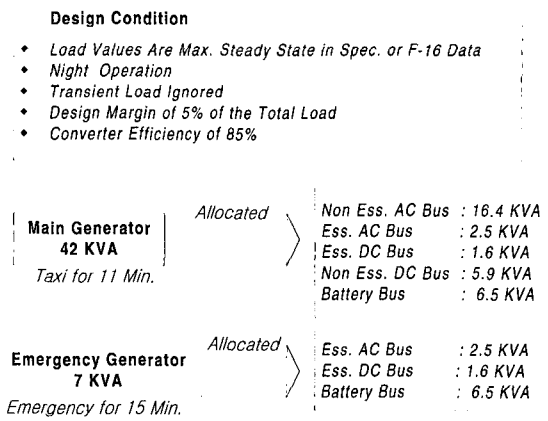 Design Condition
◆ Load Values Are Max. Steady State in Spec. or F-16 Data
◆ Night Operation
◆ Transient Load Ignored
◆ Design Margin of 5% of the Total Load
◆ Converter Efficiency of 85%
Main Generator
42 KVA
Taxi for 11 Min.
Allocated
Non Ess. AC Bus : 16.4 KVA
Ess. AC Bus : 2.5 KVA
Ess. DC Bus : 1.6 KVA
Non Ess. DC Bus : 5.9 KVA
Battery Bus : 6.5 KVA
Emergency Generator
7 KVA
Emergency for 15 Min.
Allocated
Ess. AC Bus : 2.5 KVA
Ess. DC Bus : 1.6 KVA
Battery Bus : 6.5 KVA